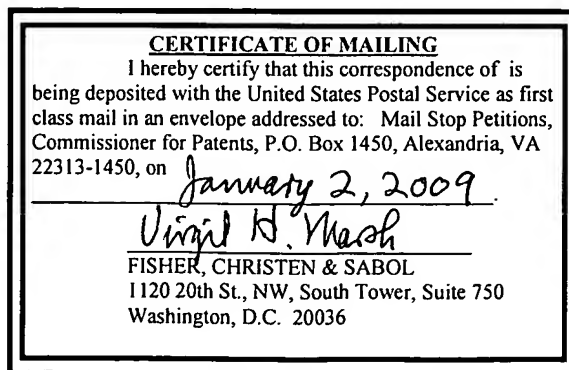 CERTIFICATE OF MAILING
I hereby certify that this correspondence of is
being deposited with the United States Postal Service as first
class mail in an envelope addressed to: Mail Stop Petitions,
Commissioner for Patents, P.O. Box 1450, Alexandria, VA
22313-1450, on January 2, 2009.
Virgil H. Marsh
FISHER, CHRISTEN & SABOL
1120 20th St., NW, South Tower, Suite 750
Washington, D.C. 20036